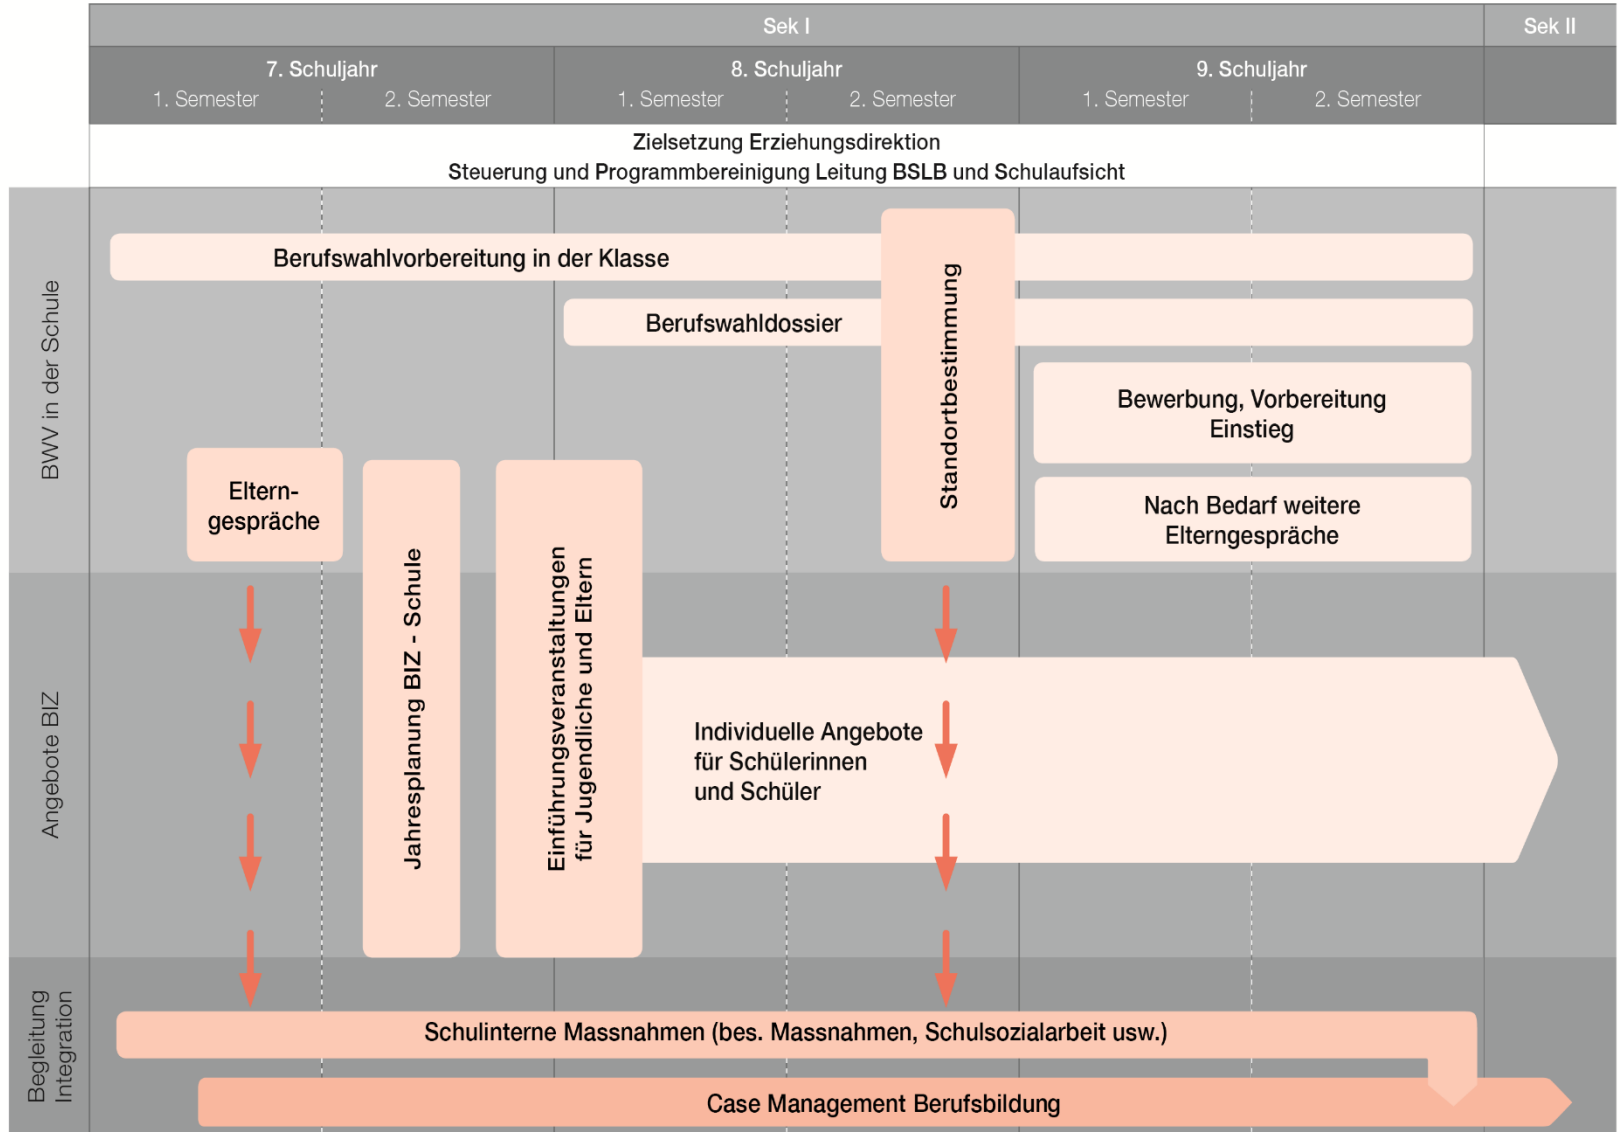 Sek I
Sek II
7. Schuljahr
8. Schuljahr
9. Schuljahr
1. Semester
2. Semester
1. Semester
2. Semester
1. Semester
2. Semester
Zielsetzung Erziehungsdirektion
Steuerung und Programmbereinigung Leitung BSLB und Schulaufsicht
BWV in der Schule
Berufswahlvorbereitung in der Klasse
Berufswahldossier
Standortbestimmung
Bewerbung, Vorbereitung
Einstieg
Nach Bedarf weitere
Elterngespräche
Eltern-
gespräche
Jahresplanung BIZ - Schule
Einführungsveranstaltungen
für Jugendliche und Eltern
Angebote BIZ
Individuelle Angebote
für Schülerinnen
und Schüler
Begleitung
Integration
Schulinterne Massnahmen (bes. Massnahmen, Schulsozialarbeit usw.)
Case Management Berufsbildung